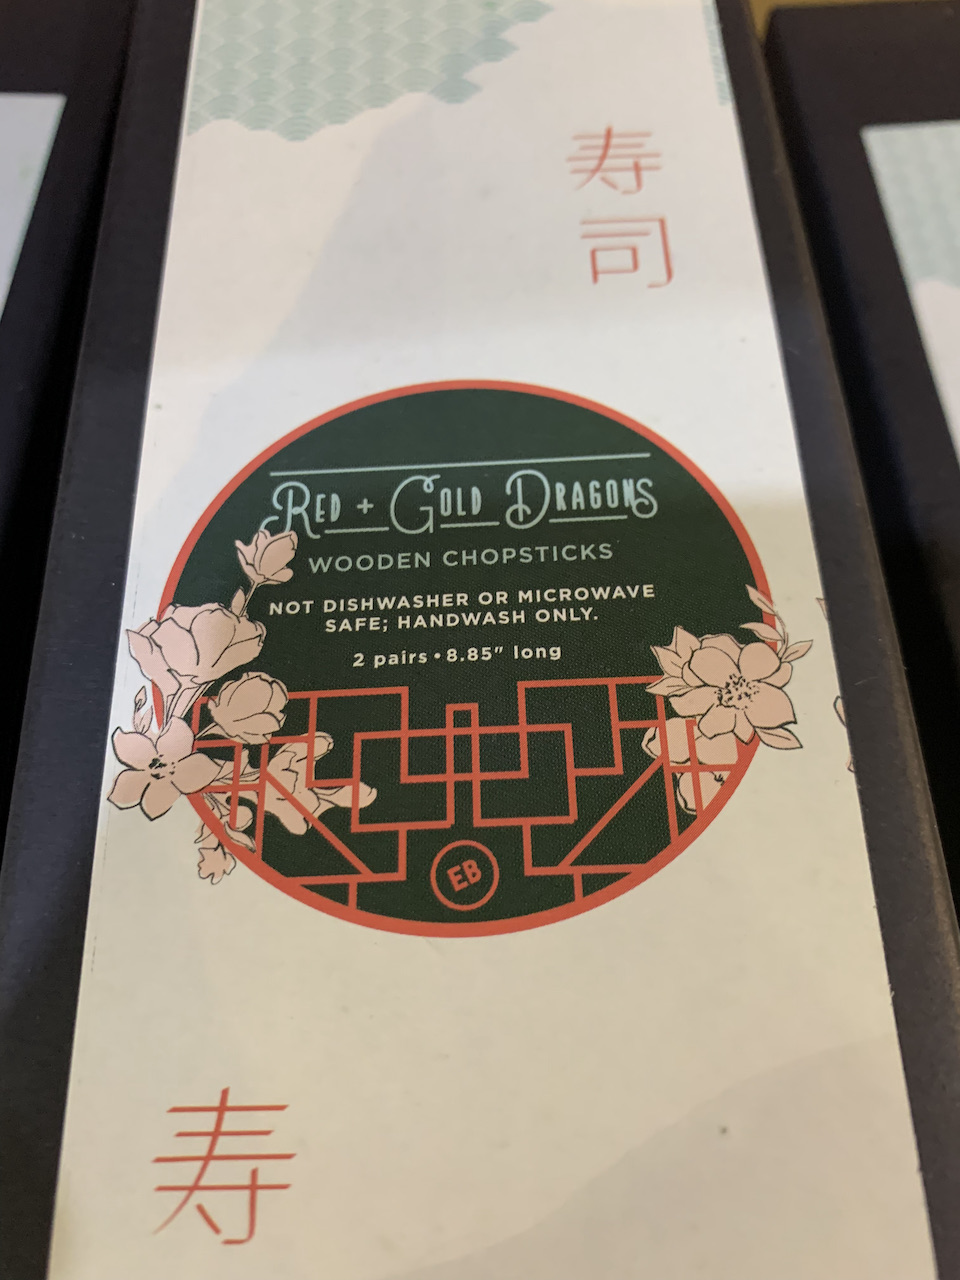 寿
司
RED + GOLD DRAGONS
WOODEN CHOPSTICKS
NOT DISHWASHER OR MICROWAVE
SAFE; HANDWASH ONLY.
2 pairs • 8.85" long
EB
寿